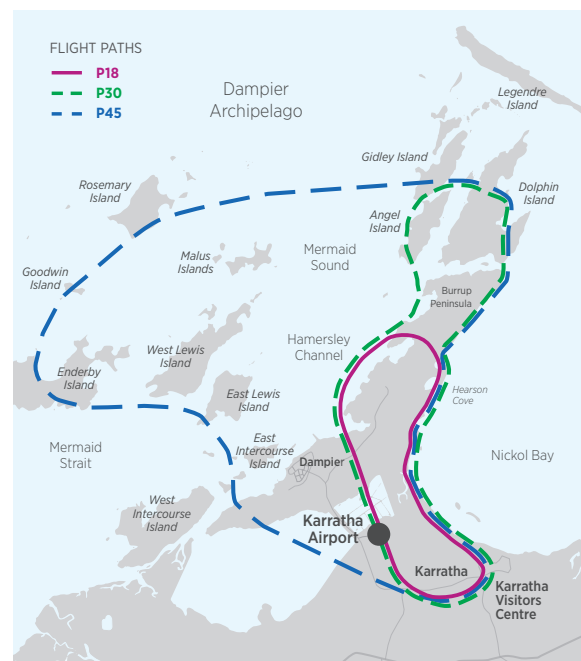 FLIGHT PATHS
P18
P30
P45
Dampier
Archipelago
Legendre
Island
Gidley Island
Rosemary
Island
Dolphin
Island
Angel
Island
Mermaid
Sound
Malus
Islands
Goodwin
Island
Burrup
Peninsula
Hamersley
Channel
West Lewis
Island
Enderby
Island
East Lewis
Island
Hearson
Cove
Mermaid
Strait
East
Intercourse
Island
Dampier
Nickol Bay
West
Intercourse
Island
Karratha
Airport
Karratha
Karratha
Visitors
Centre